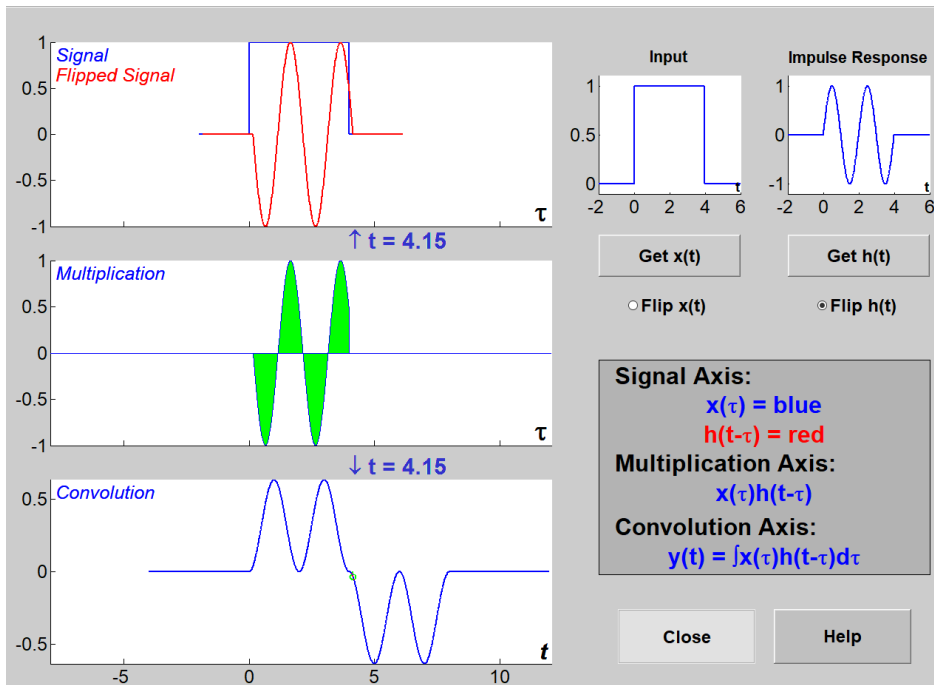 Signal
Flipped Signal
1
0.5
0
-0.5
-1
τ
↑ t = 4.15
Multiplication
1
0.5
0
-0.5
-1
τ
↓ t = 4.15
Convolution
0.5
0
-0.5
t
-5 0 5 10
Input
1
0.5
0
t
-2 0 2 4 6
Impulse Response
1
0
-1
t
-2 0 2 4 6
Get x(t)
Get h(t)
Flip x(t)
Flip h(t)
Signal Axis:
x(τ) = blue
h(t-τ) = red
Multiplication Axis:
x(τ)h(t-τ)
Convolution Axis:
y(t) = ∫x(τ)h(t-τ)dτ
Close
Help